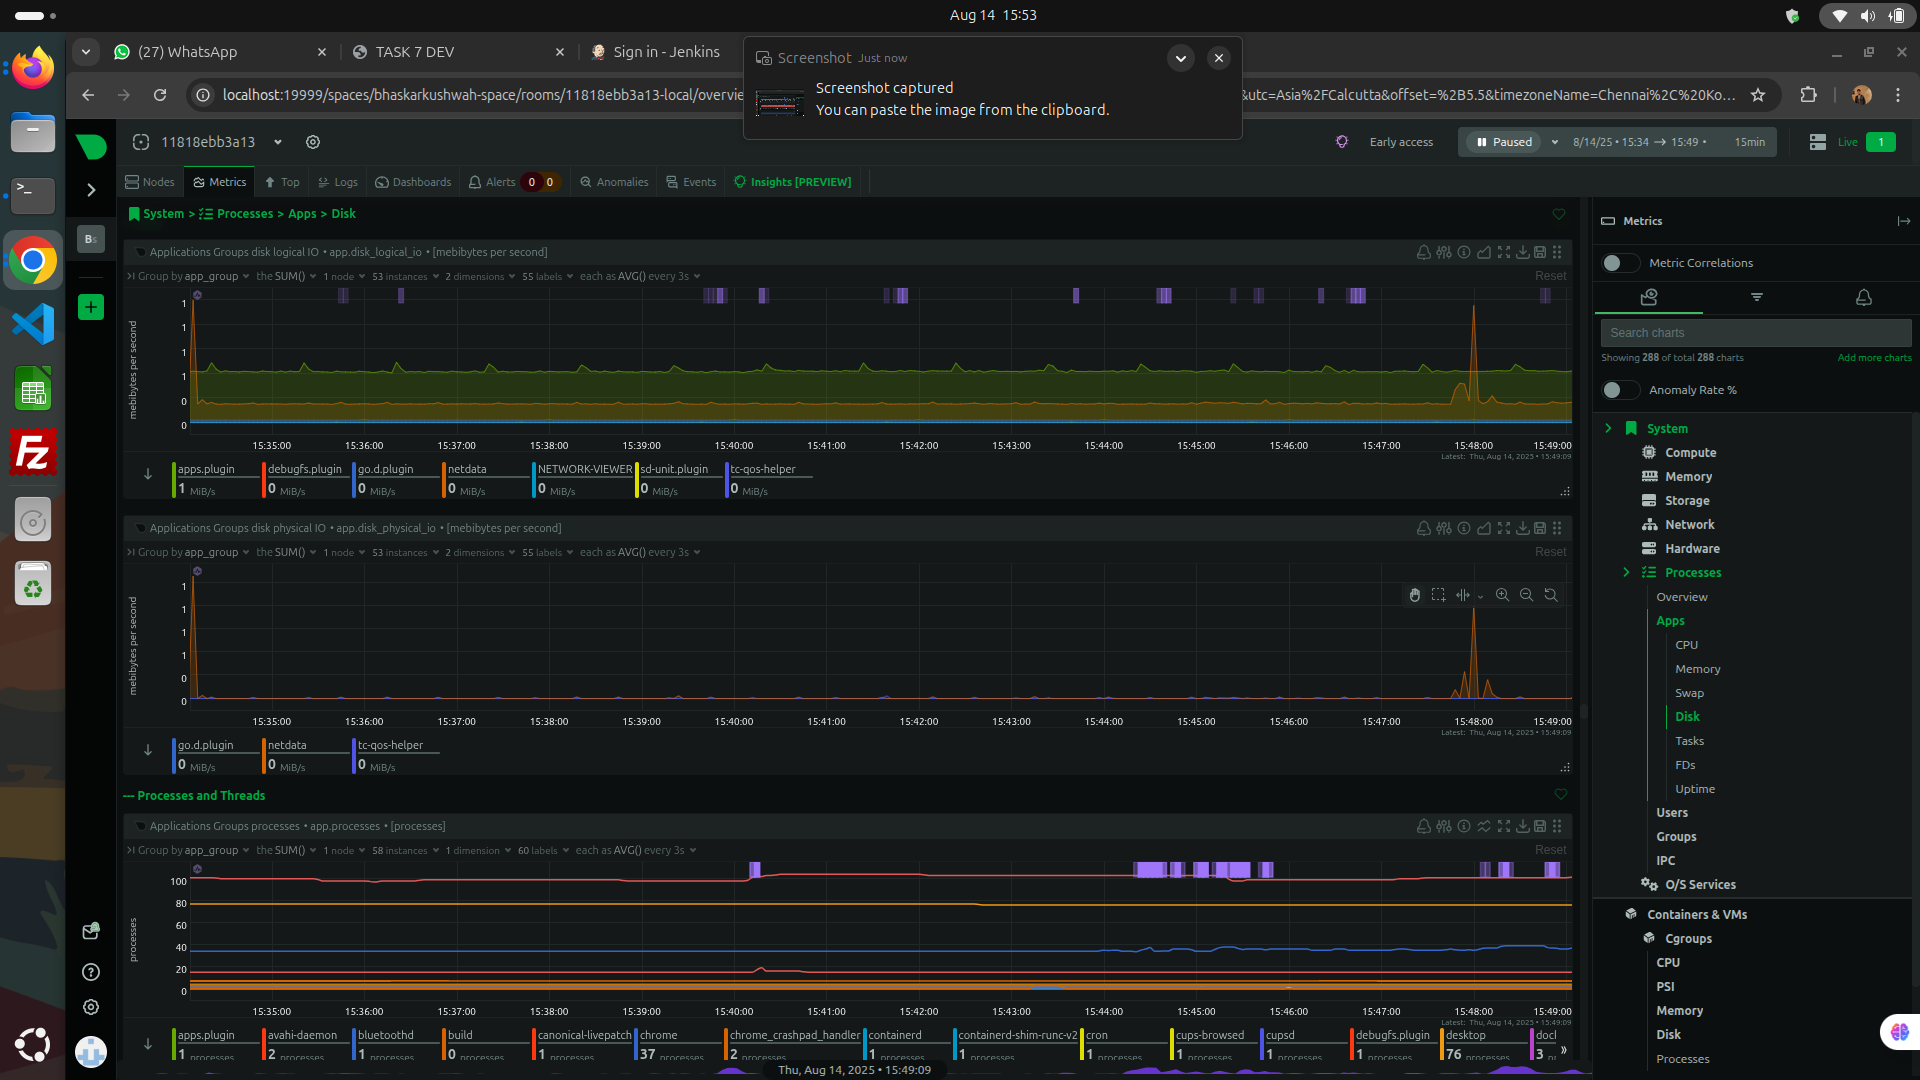 Aug 14 15:53
(27) WhatsApp
TASK 7 DEV
Sign in - Jenkins
Screenshot Just now
Screenshot captured
You can paste the image from the clipboard.
localhost:19999/spaces/bhaskarkushwah-space/rooms/11818ebb3a13-local/overvie
&utc=Asia%2FCalcutta&offset=%2B5.5&timezoneName=Chennai%2C%20Ko...
11818ebb3a13
Early access
Paused
8/14/25 • 15:34 → 15:49 •
15min
Live
1
Nodes
Metrics
Top
Logs
Dashboards
Alerts
0
0
Anomalies
Events
Insights [PREVIEW]
System > Processes > Apps > Disk
Bs
Applications Groups disk logical IO • app.disk_logical_io • [mebibytes per second]
Group by app_group the SUM() 1 node 53 instances 2 dimensions 55 labels each as AVG() every 3s
Reset
mebibytes per second
1
1
1
1
0
0
15:35:00 15:36:00 15:37:00 15:38:00 15:39:00 15:40:00 15:41:00 15:42:00 15:43:00 15:44:00 15:45:00 15:46:00 15:47:00 15:48:00 15:49:00
Latest: Thu, Aug 14, 2025 • 15:49:09
apps.plugin debugfs.plugin go.d.plugin netdata NETWORK-VIEWER sd-unit.plugin tc-qos-helper
1 MiB/s 0 MiB/s 0 MiB/s 0 MiB/s 0 MiB/s 0 MiB/s 0 MiB/s
Applications Groups disk physical IO • app.disk_physical_io • [mebibytes per second]
Group by app_group the SUM() 1 node 53 instances 2 dimensions 55 labels each as AVG() every 3s
Reset
mebibytes per second
1
1
1
1
0
0
15:35:00 15:36:00 15:37:00 15:38:00 15:39:00 15:40:00 15:41:00 15:42:00 15:43:00 15:44:00 15:45:00 15:46:00 15:47:00 15:48:00 15:49:00
Latest: Thu, Aug 14, 2025 • 15:49:09
go.d.plugin netdata tc-qos-helper
0 MiB/s 0 MiB/s 0 MiB/s
--- Processes and Threads
Applications Groups processes • app.processes • [processes]
Group by app_group the SUM() 1 node 58 instances 1 dimension 60 labels each as AVG() every 3s
Reset
processes
100
80
60
40
20
0
15:35:00 15:36:00 15:37:00 15:38:00 15:39:00 15:40:00 15:41:00 15:42:00 15:43:00 15:44:00 15:45:00 15:46:00 15:47:00 15:48:00 15:49:00
Latest: Thu, Aug 14, 2025 • 15:49:09
apps.plugin avahi-daemon bluetoothd build canonical-livepatch chrome chrome_crashpad_handler containerd containerd-shim-runc-v2 cron cups-browsed cupsd debugfs.plugin desktop docl
1 processes 2 processes 1 processes 0 processes 1 processes 37 processes 2 processes 1 processes 1 processes 1 processes 1 processes 1 processes 1 processes 76 processes 3
Thu, Aug 14, 2025 • 15:49:09
Metrics
Metric Correlations
Search charts
Showing 288 of total 288 charts
Add more charts
Anomaly Rate %
System
Compute
Memory
Storage
Network
Hardware
Processes
Overview
Apps
CPU
Memory
Swap
Disk
Tasks
FDs
Uptime
Users
Groups
IPC
O/S Services
Containers & VMs
Cgroups
CPU
PSI
Memory
Disk
Processes